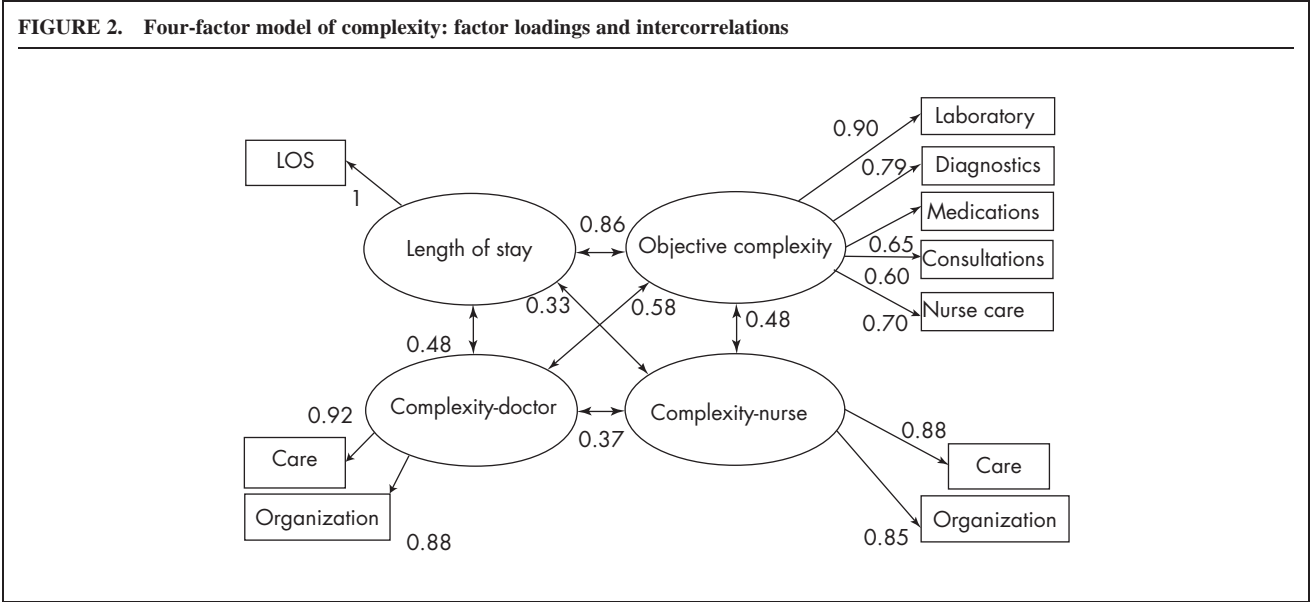 FIGURE 2. Four-factor model of complexity: factor loadings and intercorrelations
Laboratory
0.90
LOS
Diagnostics
0.79
1
Medications
0.86
Length of stay
Objective complexity
0.65
Consultations
0.60
0.33
0.58
Nurse care
0.48
0.70
0.48
Complexity-doctor
Complexity-nurse
0.92
0.37
0.88
Care
Care
Organization
Organization
0.88
0.85